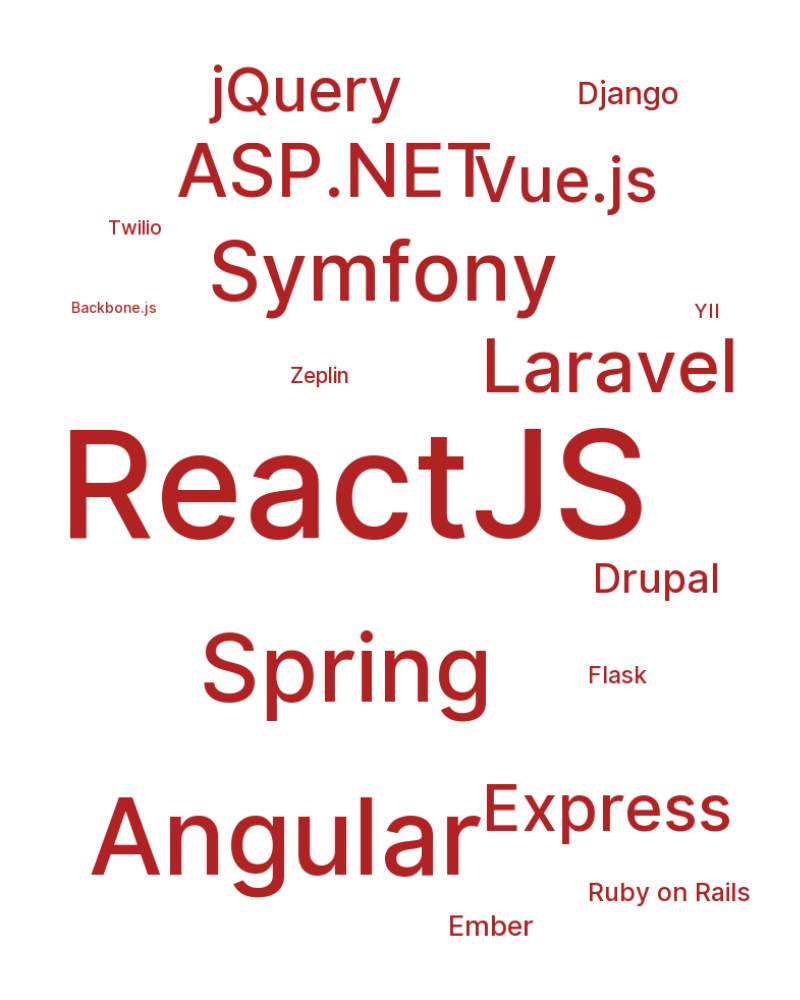 jQuery
Django
ASP.NET
Vue.js
Twilio
Symfony
Backbone.js
YII
Laravel
Zeplin
ReactJS
Drupal
Spring
Flask
Express
Angular
Ruby on Rails
Ember